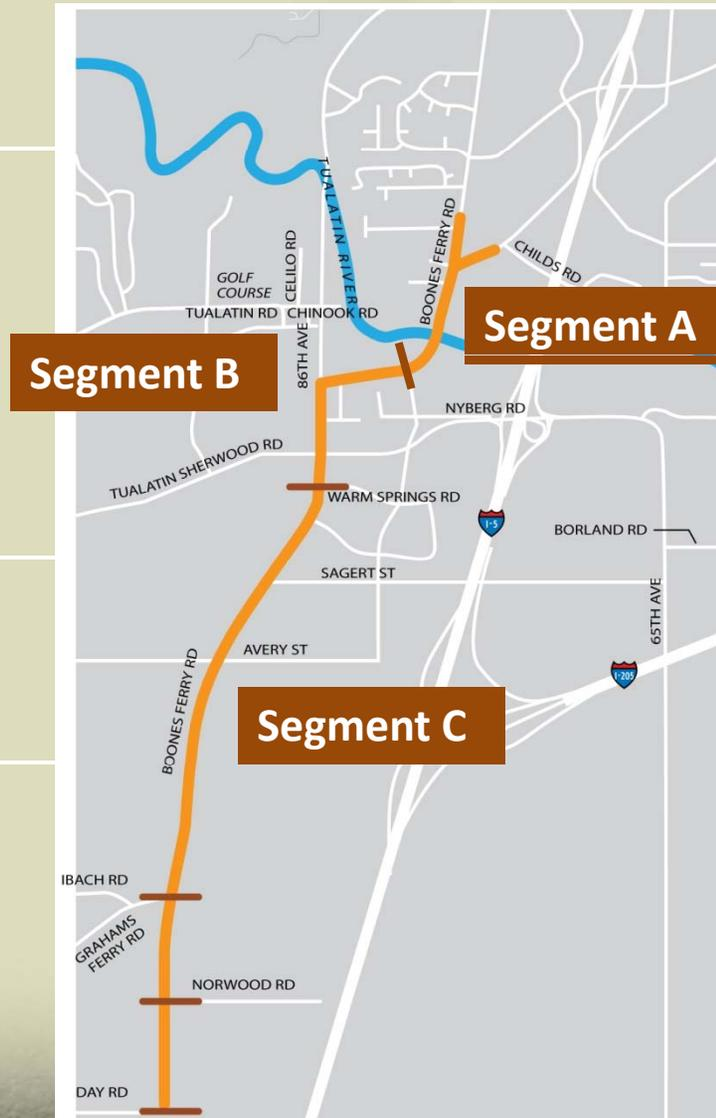 TUALATIN RIVER
BOONES FERRY RD
CHILDS RD
CELILO RD
GOLF
COURSE
TUALATIN RD
CHINOOK RD
Segment A
Segment B
86TH AVE
NYBERG RD
TUALATIN SHERWOOD RD
WARM SPRINGS RD
I-5
BORLAND RD
SAGERT ST
65TH AVE
AVERY ST
BOONES FERRY RD
I-205
Segment C
IBACH RD
GRAHAMS
FERRY RD
NORWOOD RD
DAY RD